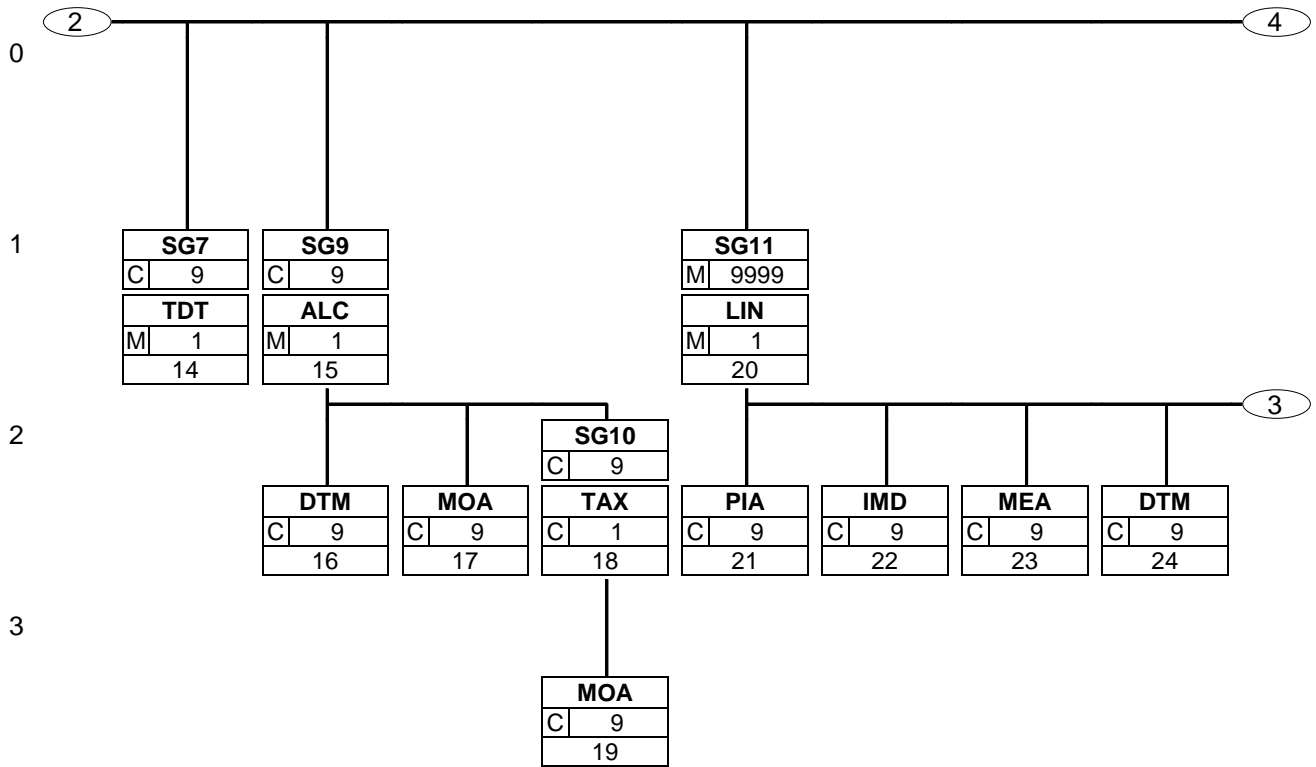 2 4
0
1
SG7 SG9 SG11
C 9 C 9 M 9999
TDT ALC LIN
M 1 M 1 M 1
14 15 20
3
2
SG10
C 9
DTM MOA TAX PIA IMD MEA DTM
C 9 C 9 C 1 C 9 C 9 C 9 C 9
16 17 18 21 22 23 24
3
MOA
C 9
19